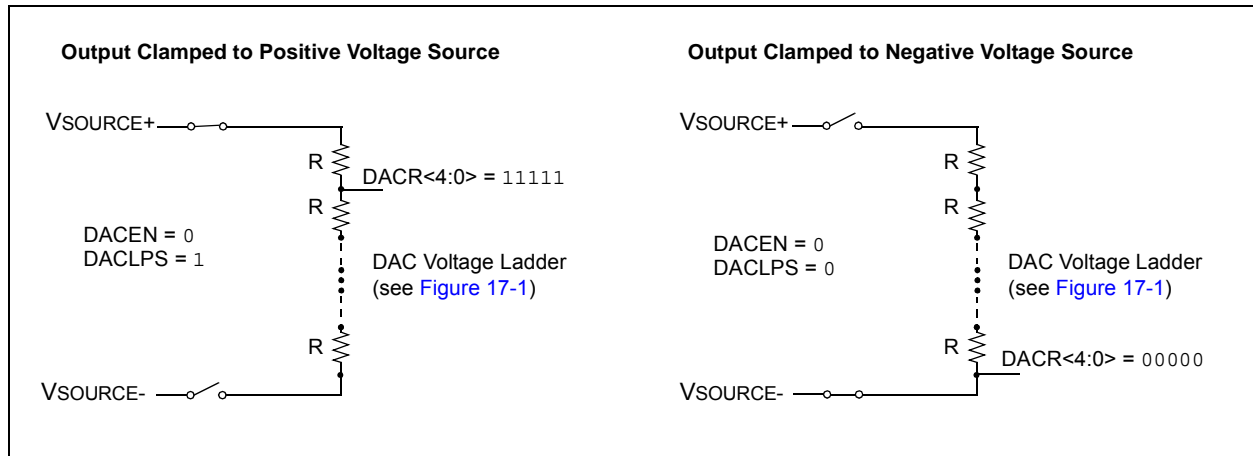 Output Clamped to Positive Voltage Source
VSOURCE+
R
DACR<4:0> = 11111
R
DACEN = 0
DACLPS = 1
DAC Voltage Ladder
(see Figure 17-1)
R
VSOURCE-
Output Clamped to Negative Voltage Source
VSOURCE+
R
R
DACEN = 0
DACLPS = 0
DAC Voltage Ladder
(see Figure 17-1)
R
DACR<4:0> = 00000
VSOURCE-